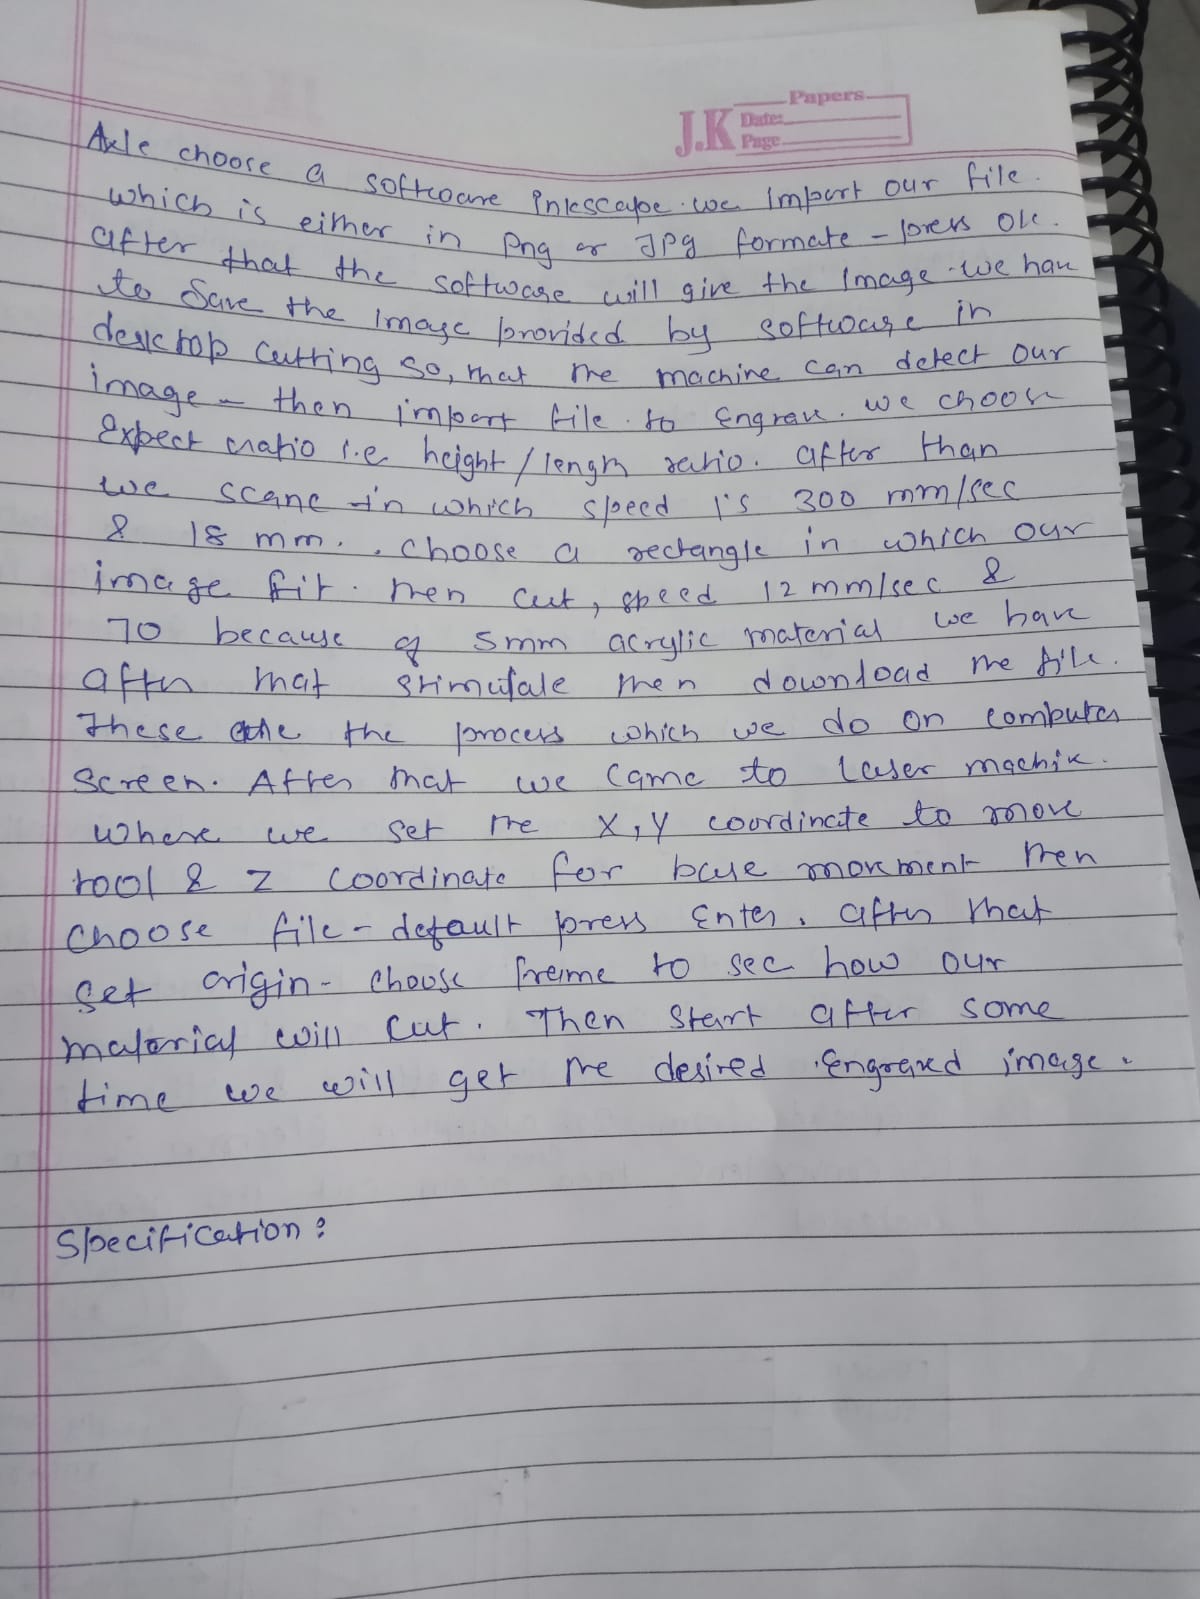 J.K Papers
Date:
Page
Axle choose a software inkscape. we import our file.
which is either in Png or JPg formate - press Ok.
after that the software will give the Image. we have
to Save the Image provided by software in
desktop cutting so, that the machine can detect our
image - then import file to Engrave. we choose
Expect ratio i.e height/length ratio. after than
we scane in which speed is 300 mm/sec
& 18 mm. choose a rectangle in which our
image fit. then cut, speed 12 mm/sec &
70 because of 5mm acrylic material we have
after that stimulate then download the file.
These the the process which we do on computer
Screen. After that we came to Laser machine.
where we set the X,Y coordinate to move
tool & Z coordinate for base movement then
choose file - default press Enter. after that
set origin - choose freme to see how our
material will cut. Then start after some
time we will get the desired Engraved image.
Specification: